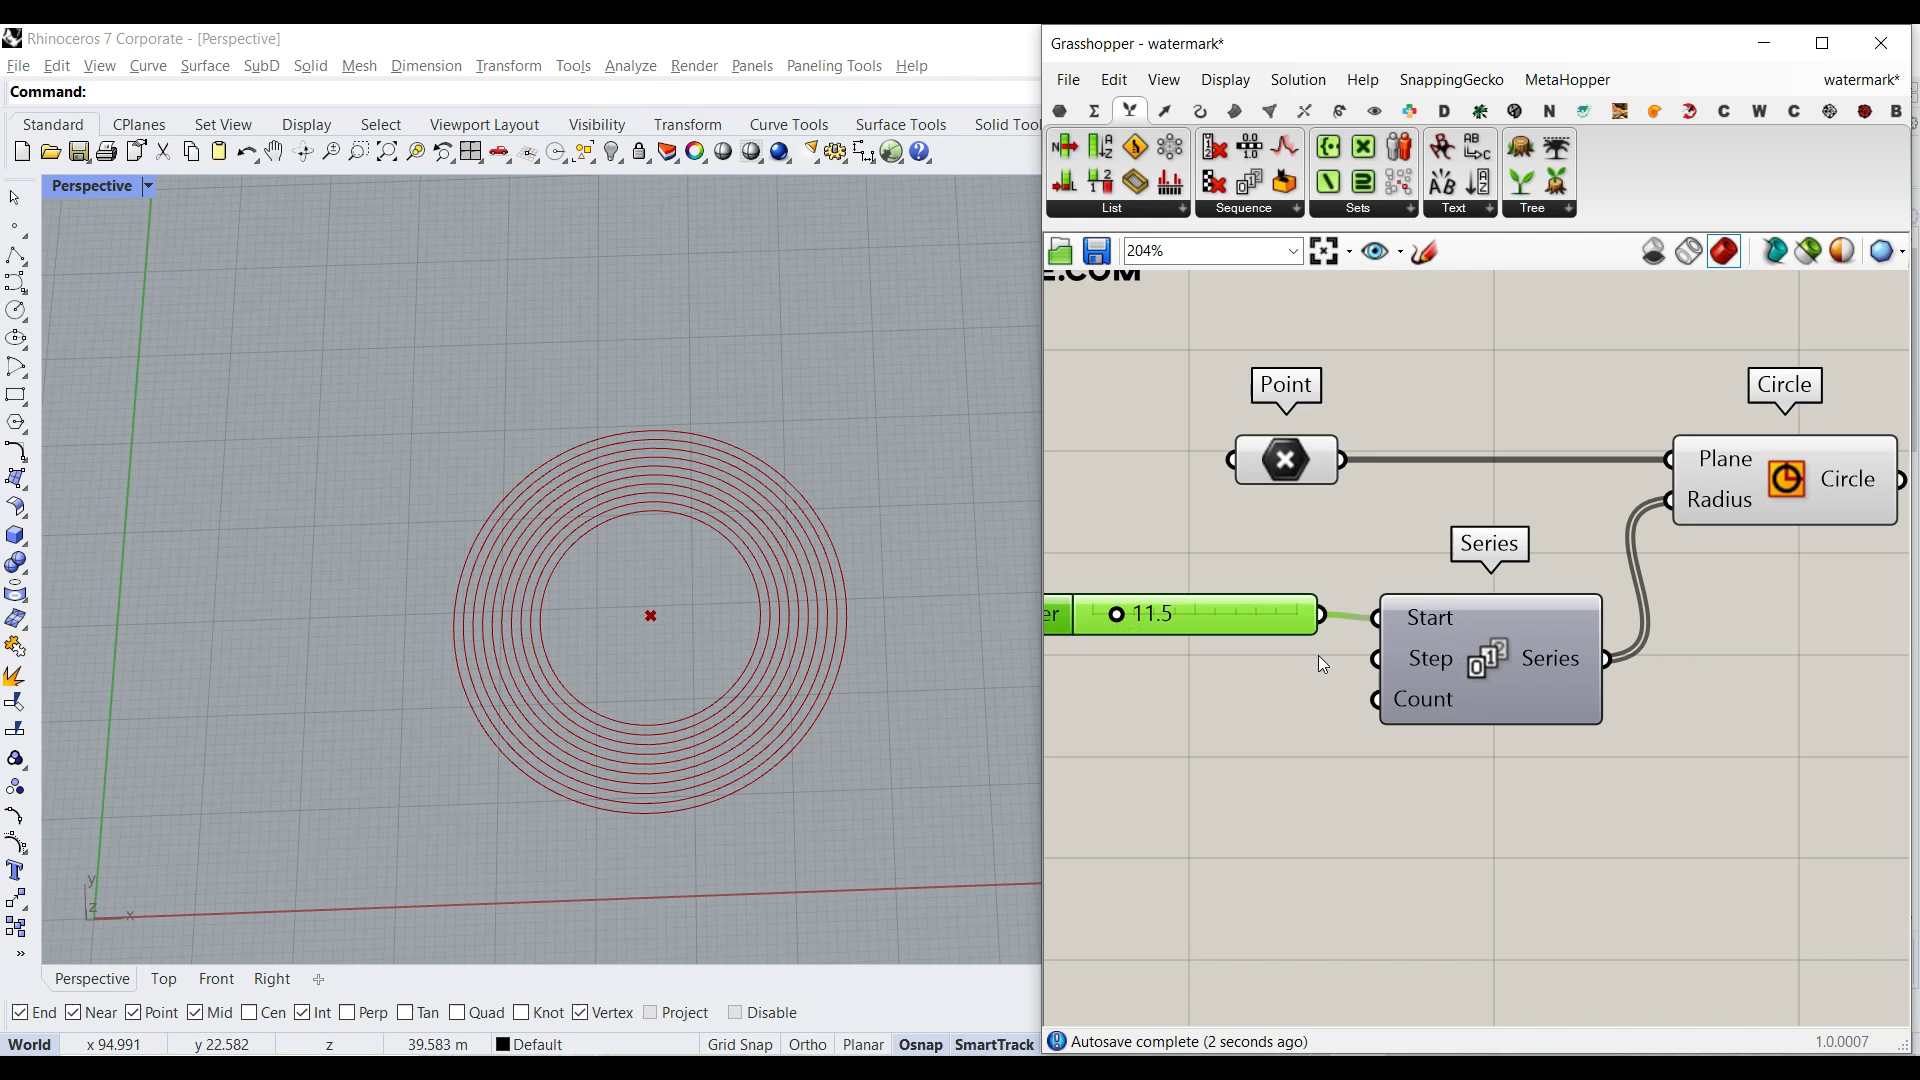 Rhinoceros 7 Corporate - [Perspective]
File Edit View Curve Surface SubD Solid Mesh Dimension Transform Tools Analyze Render Panels Paneling Tools Help
Command:
Standard CPlanes Set View Display Select Viewport Layout Visibility Transform Curve Tools Surface Tools Solid Tool
Perspective
y
z
x
Perspective Top Front Right
End Near Point Mid Cen Int Perp Tan Quad Knot Vertex Project Disable
World x 94.991 y 22.582 z 39.583 m Default Grid Snap Ortho Planar Osnap SmartTrack
Grasshopper - watermark*
File Edit View Display Solution Help SnappingGecko MetaHopper watermark*
D N C W C B
List Sequence Sets Text Tree
204%
E.COM
Point
Circle
Plane
Radius
Circle
Series
er 11.5
Start
Step
Count
Series
Autosave complete (2 seconds ago) 1.0.0007